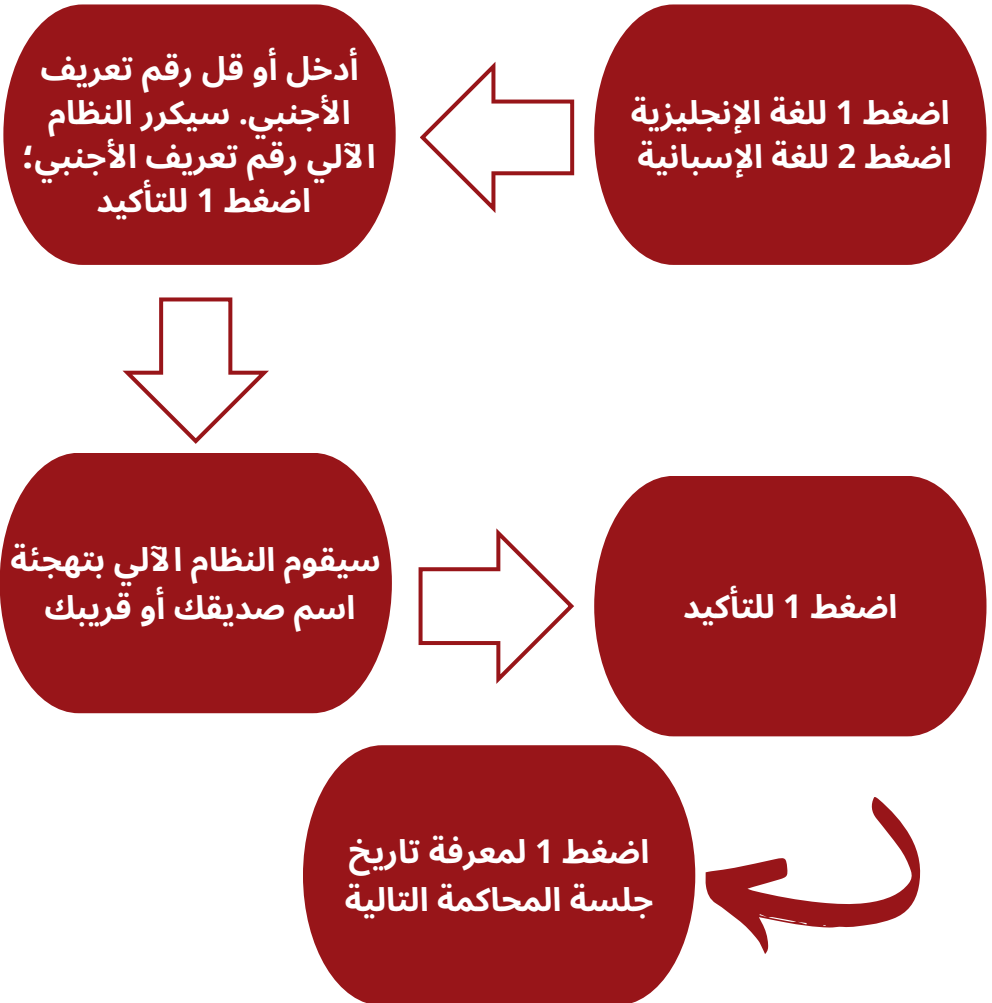 اضغط 1 للغة الإنجليزية
اضغط 2 للغة الإسبانية
أدخل أو قل رقم تعريف
الأجنبي. سيكرر النظام
الآلي رقم تعريف الأجنبي؛
اضغط 1 للتأكيد
سيقوم النظام الآلي بتهجئة
اسم صديقك أو قريبك
اضغط 1 للتأكيد
اضغط 1 لمعرفة تاريخ
جلسة المحاكمة التالية